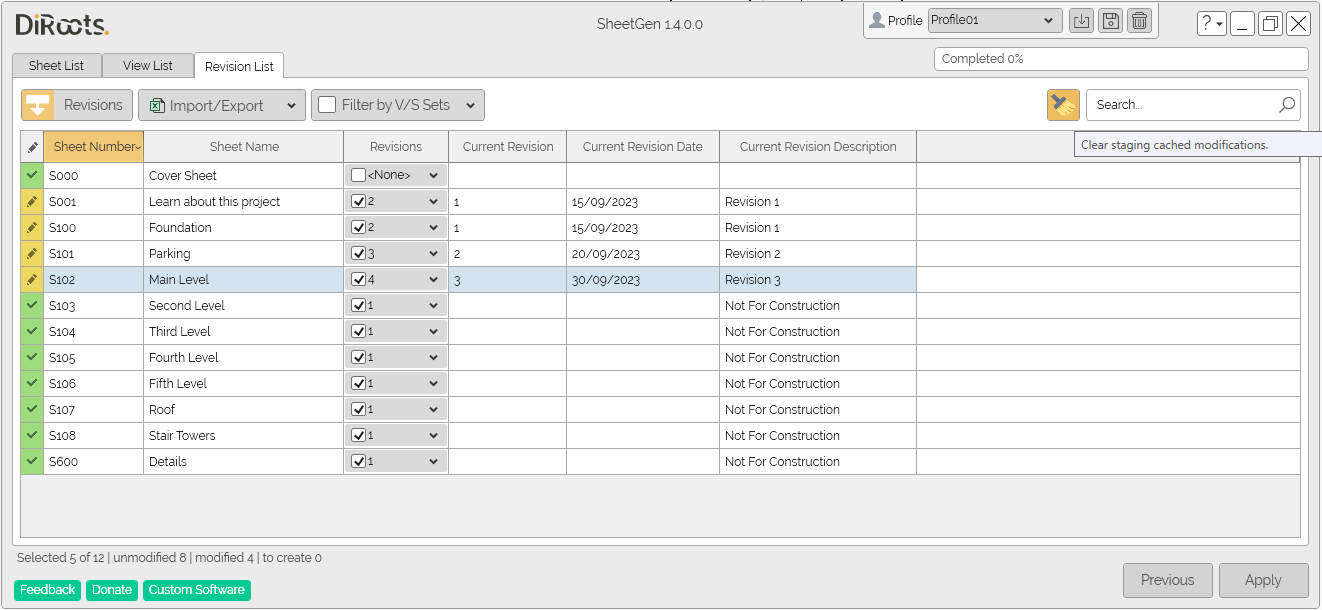 DiRoots.
SheetGen 1.4.0.0
Profile Profile01
? 
Sheet List View List Revision List
Completed 0%
Revisions Import/Export Filter by V/S Sets Search...
Clear staging cached modifications.
Sheet Number Sheet Name Revisions Current Revision Current Revision Date Current Revision Description
S000 Cover Sheet <None>
S001 Learn about this project 2 1 15/09/2023 Revision 1
S100 Foundation 2 1 15/09/2023 Revision 1
S101 Parking 3 2 20/09/2023 Revision 2
S102 Main Level 4 3 30/09/2023 Revision 3
S103 Second Level 1 Not For Construction
S104 Third Level 1 Not For Construction
S105 Fourth Level 1 Not For Construction
S106 Fifth Level 1 Not For Construction
S107 Roof 1 Not For Construction
S108 Stair Towers 1 Not For Construction
S600 Details 1 Not For Construction
Selected 5 of 12 | unmodified 8 | modified 4 | to create 0
Feedback Donate Custom Software
Previous Apply